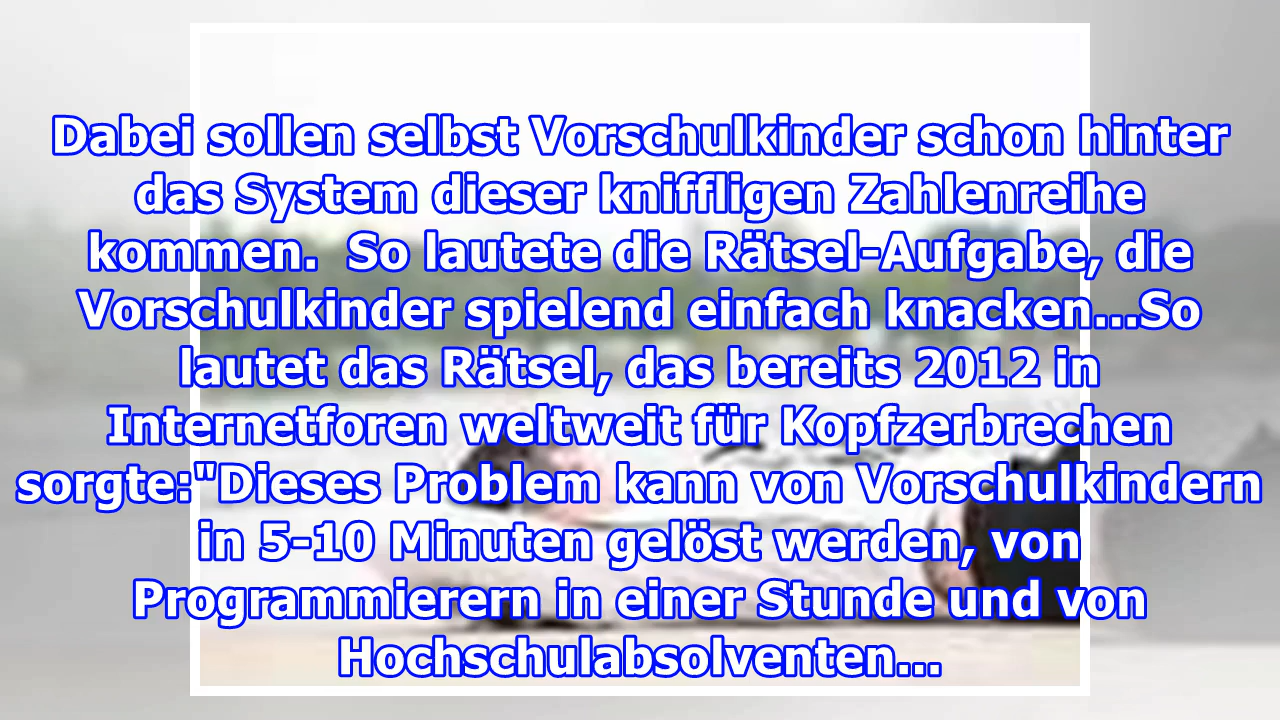 Dabei sollen selbst Vorschulkinder schon hinter
das System dieser kniffligen Zahlenreihe
kommen.  So lautete die Rätsel-Aufgabe, die
Vorschulkinder spielend einfach knacken...So
lautet das Rätsel, das bereits 2012 in
Internetforen weltweit für Kopfzerbrechen
sorgte:"Dieses Problem kann von Vorschulkindern
in 5-10 Minuten gelöst werden, von
Programmierern in einer Stunde und von
Hochschulabsolventen...